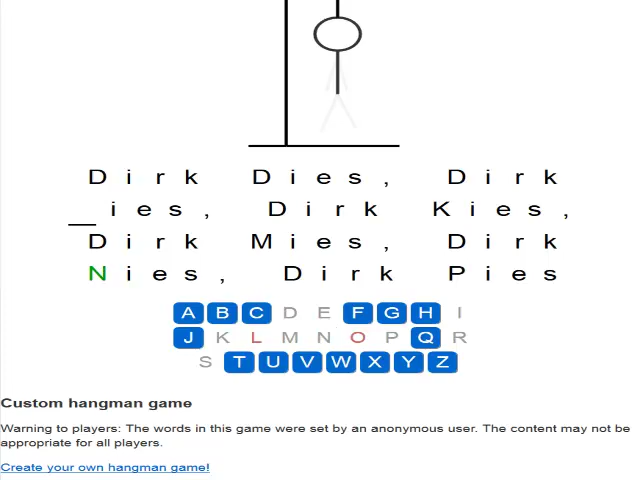 Dirk Dies, Dirk
_ies, Dirk Kies,
Dirk Mies, Dirk
Nies, Dirk Pies
A B C D E F G H I
J K L M N O P Q R
S T U V W X Y Z
Custom hangman game
Warning to players: The words in this game were set by an anonymous user. The content may not be
appropriate for all players.
Create your own hangman game!